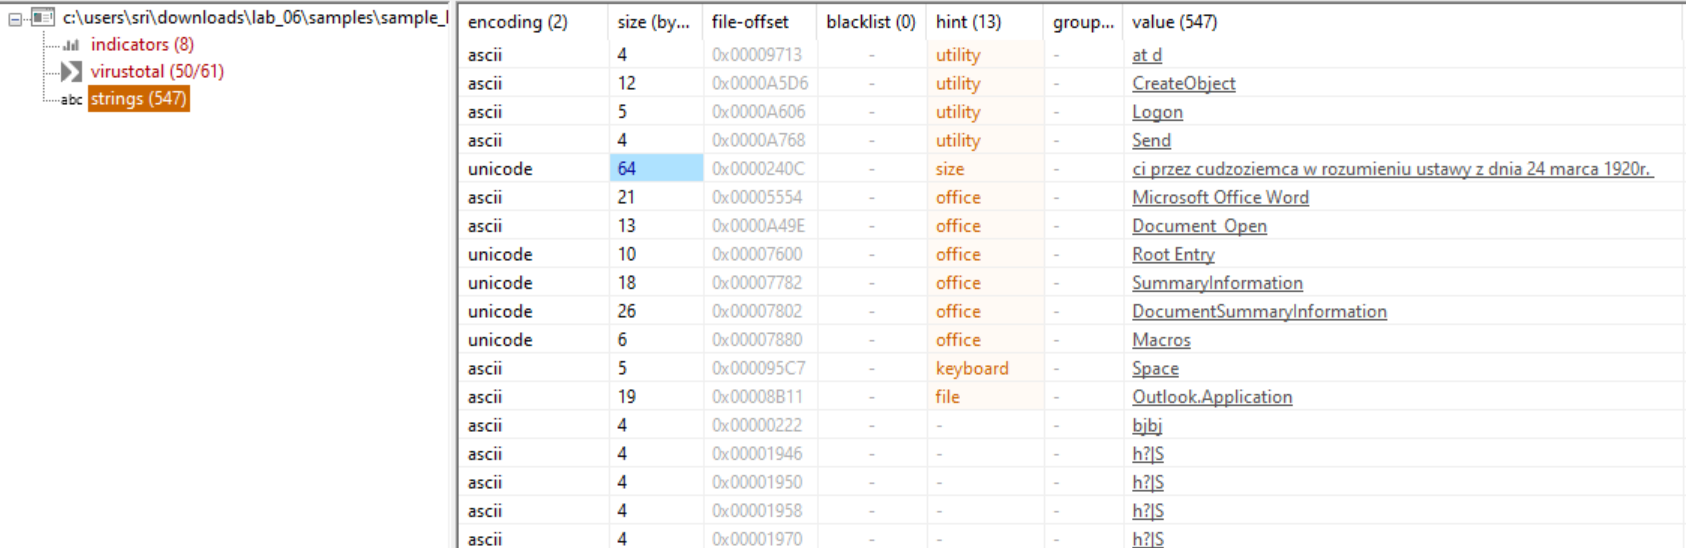 c:\users\sri\downloads\lab_06\samples\sample_l
indicators (8)
virustotal (50/61)
abc strings (547)
encoding (2) size (by... file-offset blacklist (0) hint (13) group... value (547)
ascii 4 0x00009713 - utility - at d
ascii 12 0x0000A5D6 - utility - CreateObject
ascii 5 0x0000A606 - utility - Logon
ascii 4 0x0000A768 - utility - Send
unicode 64 0x0000240C - size - ci przez cudzoziemca w rozumieniu ustawy z dnia 24 marca 1920r.
ascii 21 0x00005554 - office - Microsoft Office Word
ascii 13 0x0000A49E - office - Document_Open
unicode 10 0x00007600 - office - Root Entry
unicode 18 0x00007782 - office - SummaryInformation
unicode 26 0x00007802 - office - DocumentSummaryInformation
unicode 6 0x00007880 - office - Macros
ascii 5 0x000095C7 - keyboard - Space
ascii 19 0x00008B11 - file - Outlook.Application
ascii 4 0x00000222 - - - bjbj
ascii 4 0x00001946 - - - h?|S
ascii 4 0x00001950 - - - h?|S
ascii 4 0x00001958 - - - h?|S
ascii 4 0x00001970 - - - h?|S